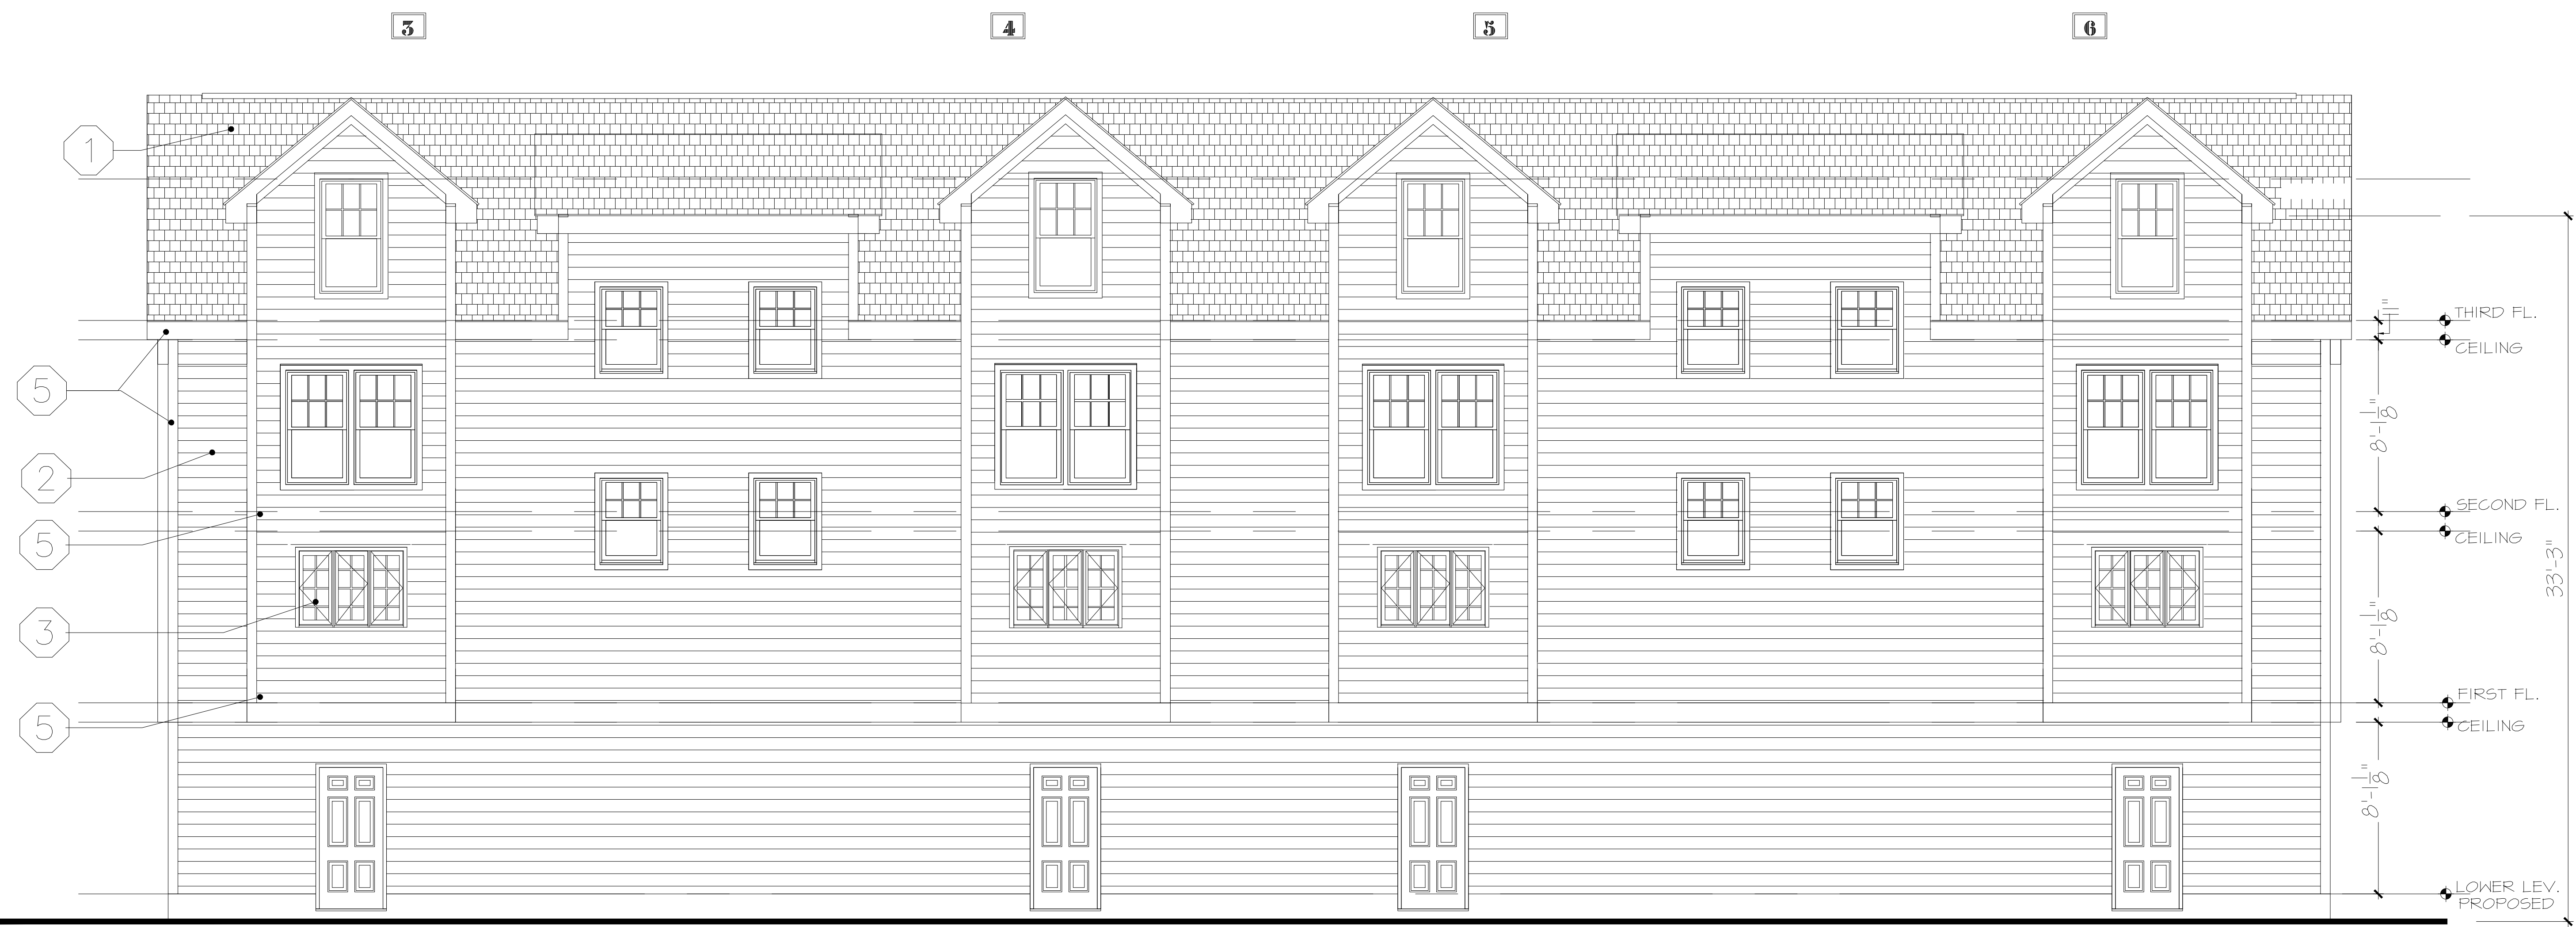 3 4 5 6
1
5
2
5
3
5
THIRD FL.
1'
CEILING
8'-1 1/8"
SECOND FL.
CEILING
33'-3"
8'-1 1/8"
FIRST FL.
CEILING
8'-1 1/8"
LOWER LEV.
PROPOSED